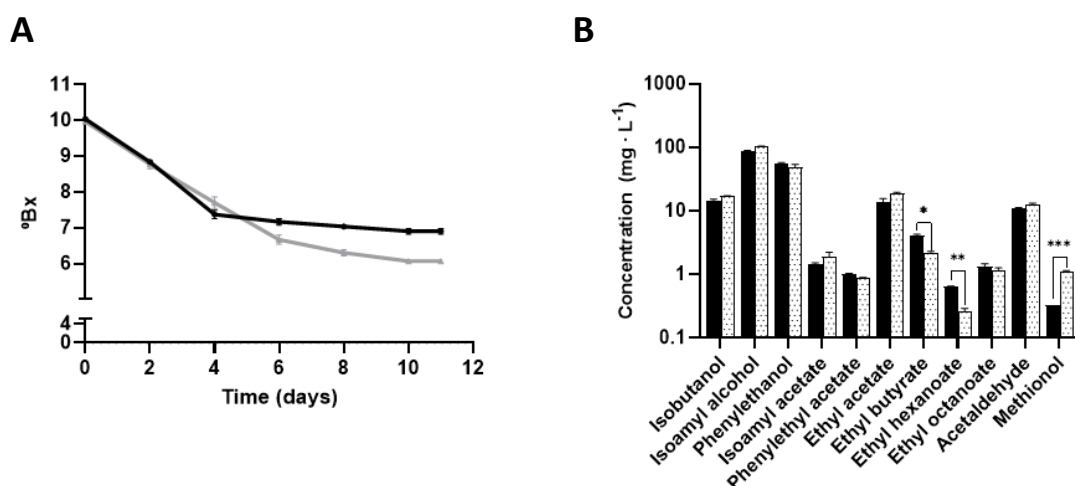 A
B
11
10
9
8
7
6
4
0
ºBx
0 2 4 6 8 10 12
Time (days)
1000
100
10
1
0.1
Concentration (mg · L⁻¹)
*
**
***
Isobutanol
Isoamyl alcohol
Phenylethanol
Isoamyl acetate
Phenylethyl acetate
Ethyl acetate
Ethyl butyrate
Ethyl hexanoate
Ethyl octanoate
Acetaldehyde
Methionol